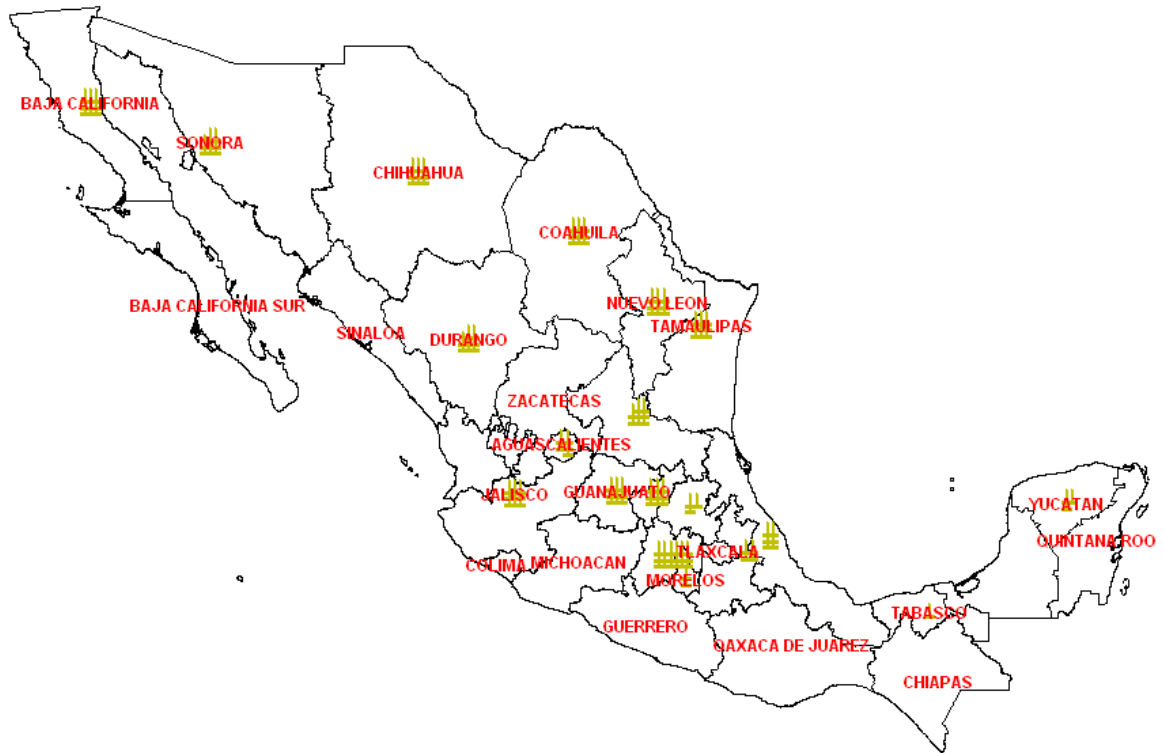 BAJA CALIFORNIA
SONORA
CHIHUAHUA
COAHUILA
NUEVO LEON
BAJA CALIFORNIA SUR
TAMAULIPAS
SINALOA
DURANGO
ZACATECAS
AGUASCALIENTES
JALISCO
GUANAJUATO
YUCATAN
QUINTANA ROO
TLAXCALA
COLIMA
MICHOACAN
MORELOS
TABASCO
GUERRERO
OAXACA DE JUAREZ
CHIAPAS